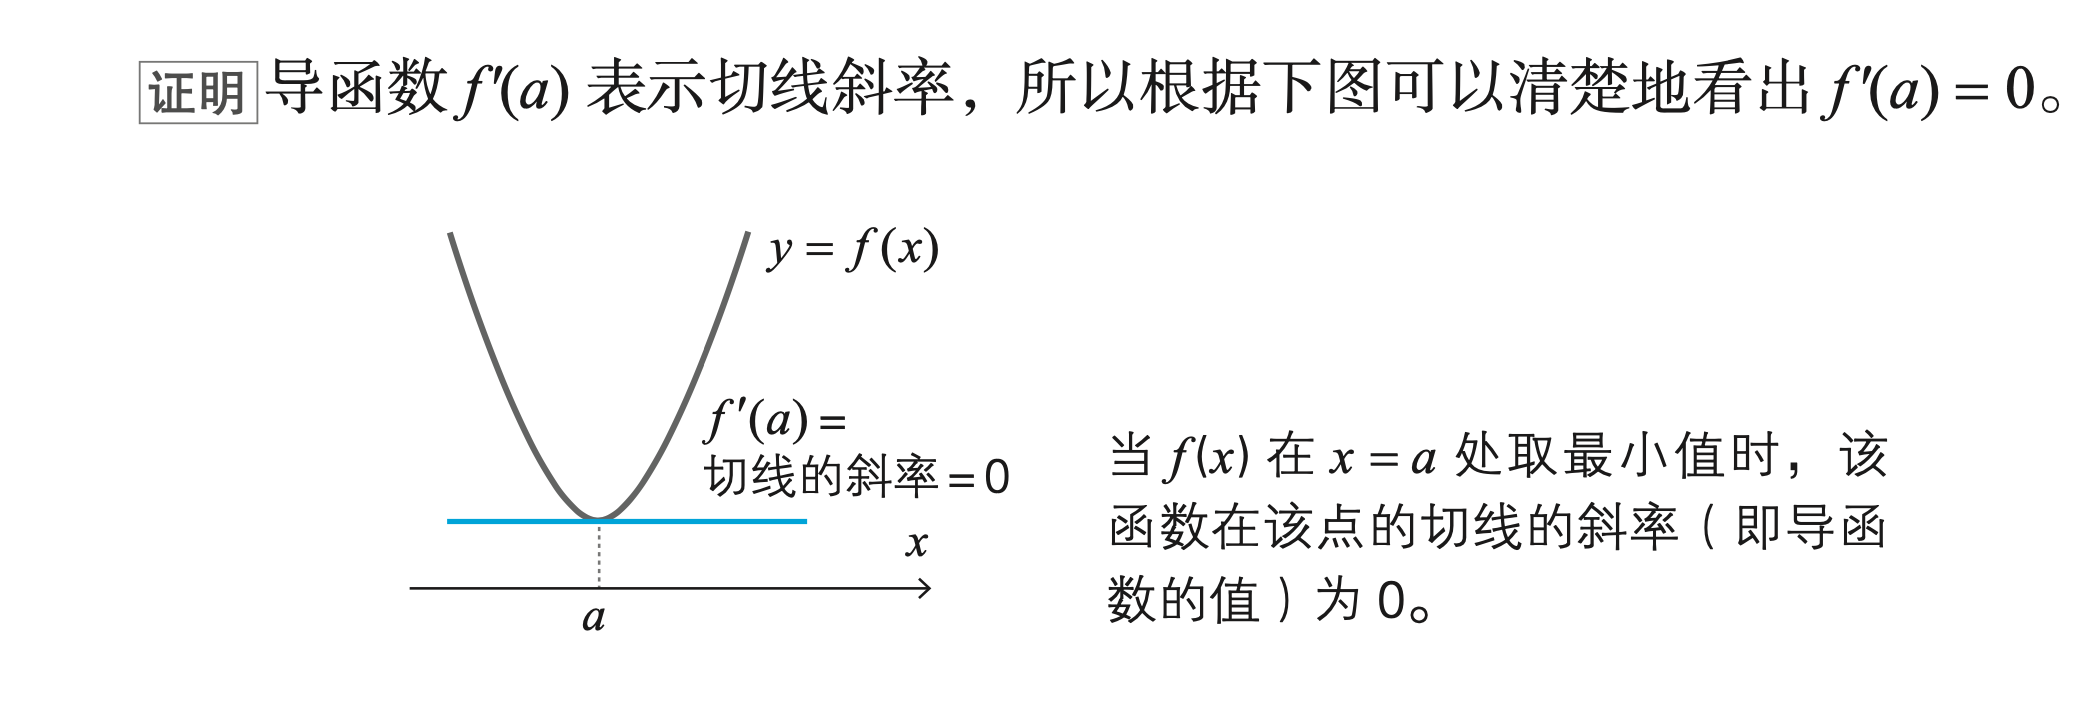 证明 导函数 f′(a) 表示切线斜率，所以根据下图可以清楚地看出 f′(a) = 0。
y = f (x)
f ′(a) =
切线的斜率 = 0
x
a
当 f(x) 在 x = a 处取最小值时，该
函数在该点的切线的斜率（即导函
数的值）为 0。